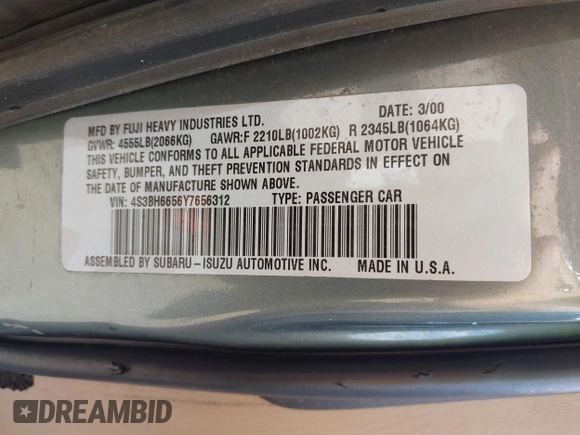 DATE: 3/00
MFD BY FUJI HEAVY INDUSTRIES LTD.
GVWR: 4555LB(2066KG) GAWR:F 2210LB(1002KG) R 2345LB(1064KG)
THIS VEHICLE CONFORMS TO ALL APPLICABLE FEDERAL MOTOR VEHICLE
SAFETY, BUMPER, AND THEFT PREVENTION STANDARDS IN EFFECT ON
THE DATE OF MANUFACTURE SHOWN ABOVE.
VIN: 4S3BH6656Y7656312 TYPE: PASSENGER CAR
ASSEMBLED BY SUBARU-ISUZU AUTOMOTIVE INC. MADE IN U.S.A.
DREAMBID